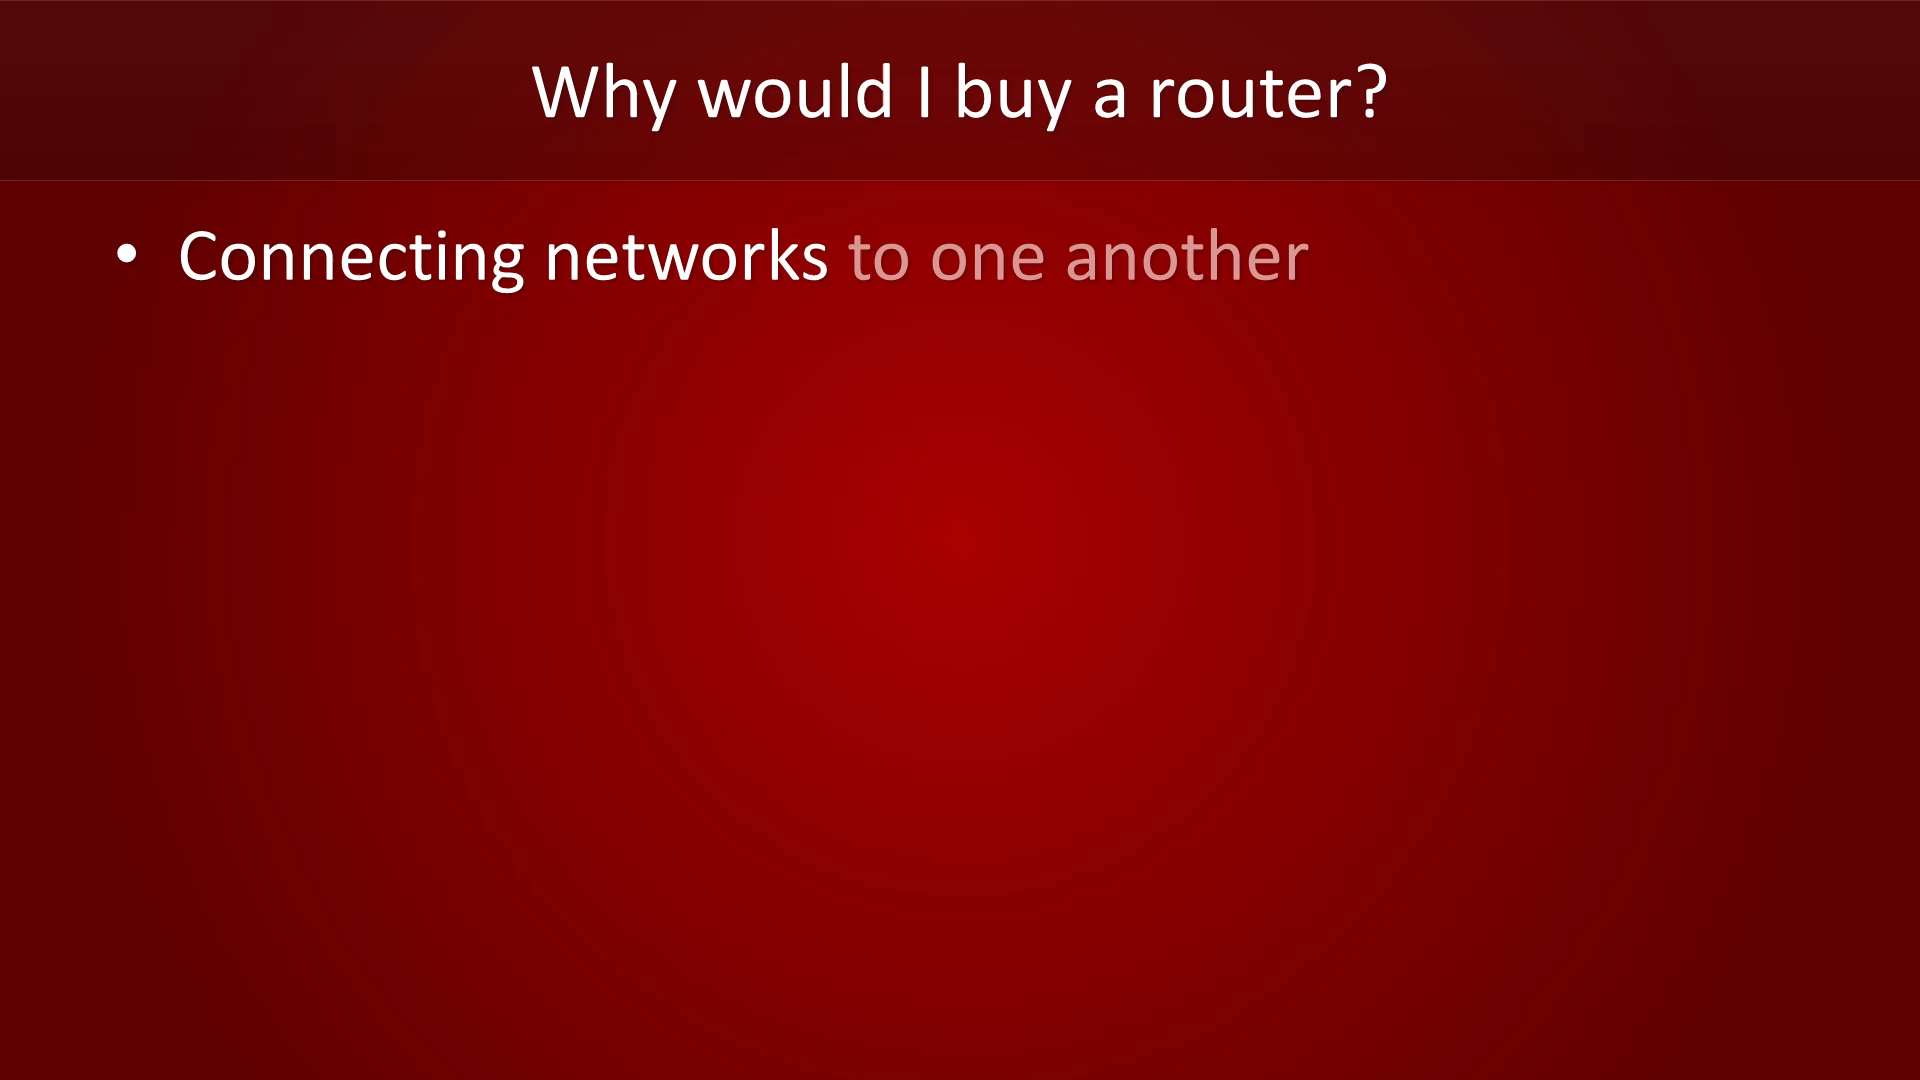 Why would I buy a router?
• Connecting networks to one another